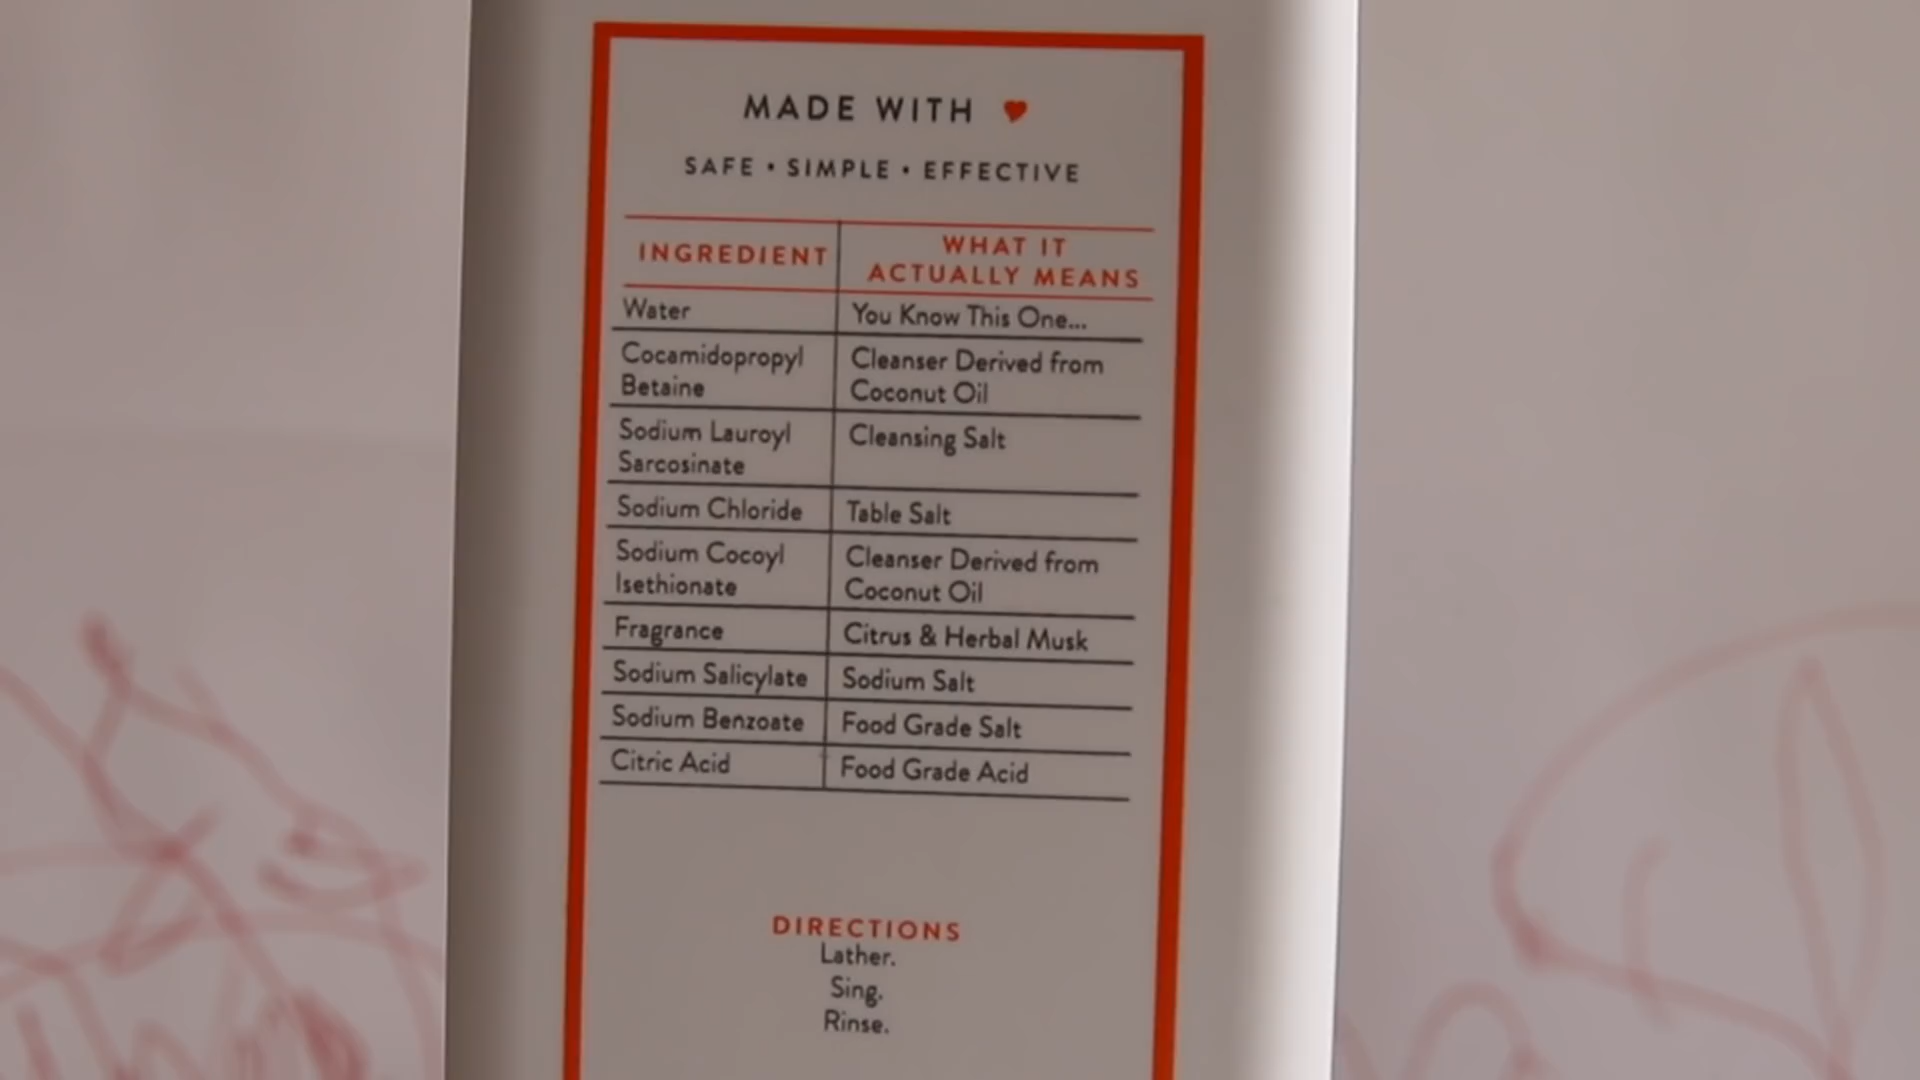 MADE WITH ♥
SAFE • SIMPLE • EFFECTIVE
INGREDIENT
WHAT IT
ACTUALLY MEANS
Water
You Know This One...
Cocamidopropyl
Betaine
Cleanser Derived from
Coconut Oil
Sodium Lauroyl
Sarcosinate
Cleansing Salt
Sodium Chloride
Table Salt
Sodium Cocoyl
Isethionate
Cleanser Derived from
Coconut Oil
Fragrance
Citrus & Herbal Musk
Sodium Salicylate
Sodium Salt
Sodium Benzoate
Food Grade Salt
Citric Acid
Food Grade Acid
DIRECTIONS
Lather.
Sing.
Rinse.